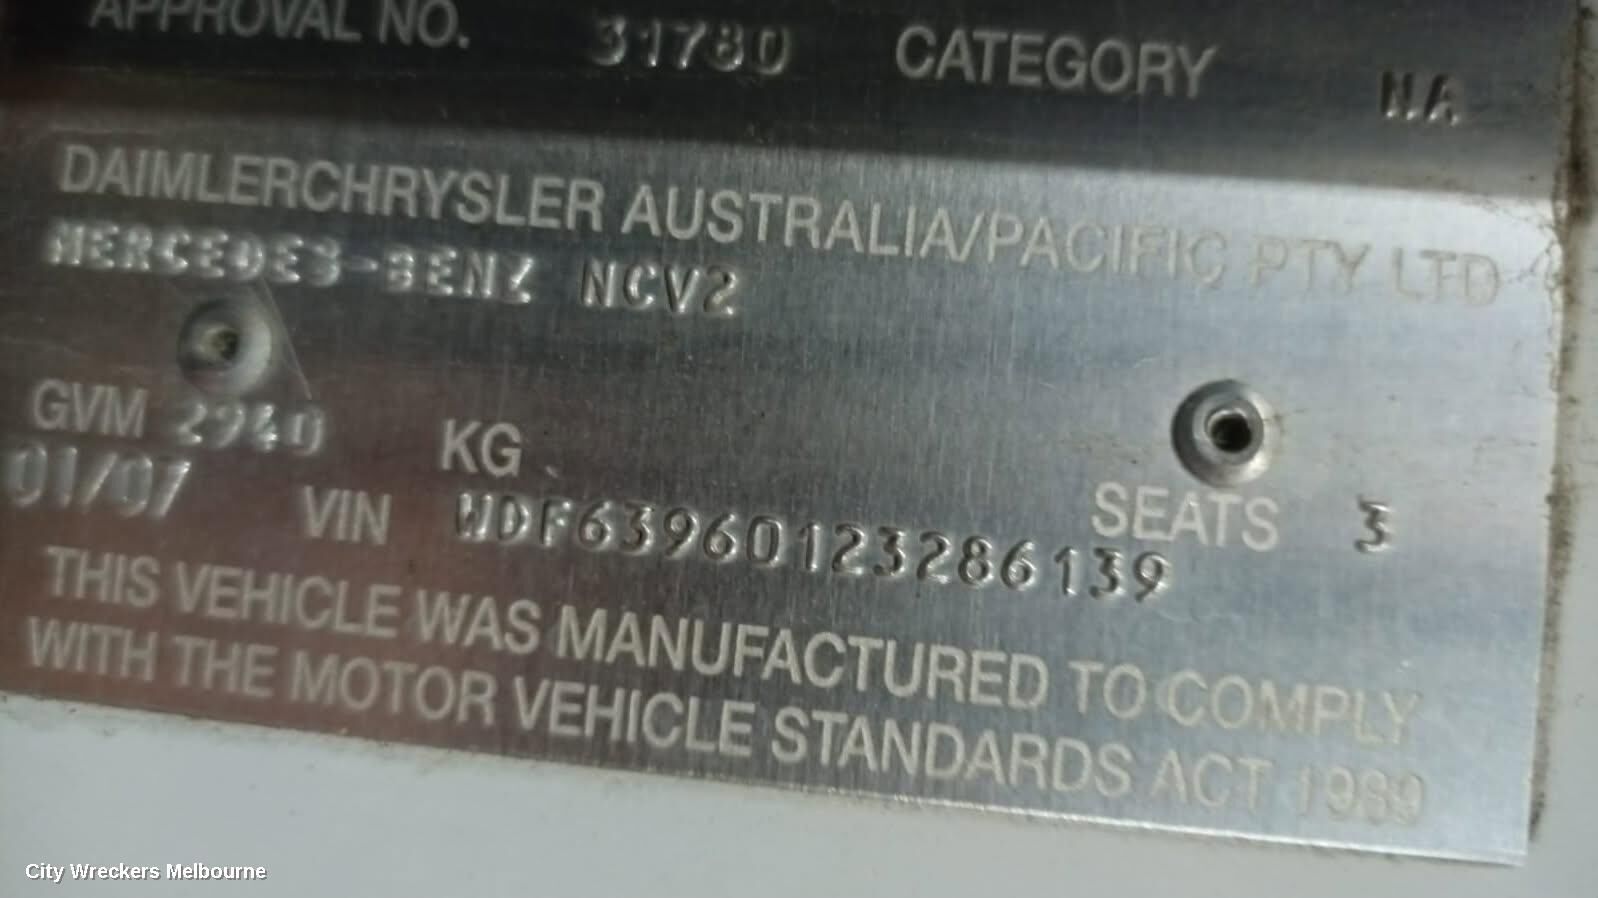 APPROVAL NO. 31780 CATEGORY NA
DAIMLERCHRYSLER AUSTRALIA/PACIFIC PTY LTD
MERCEDES-BENZ NCV2
GVM 2940 KG
01/07 VIN WDF63960123286139 SEATS 3
THIS VEHICLE WAS MANUFACTURED TO COMPLY
WITH THE MOTOR VEHICLE STANDARDS ACT 1989
City Wreckers Melbourne